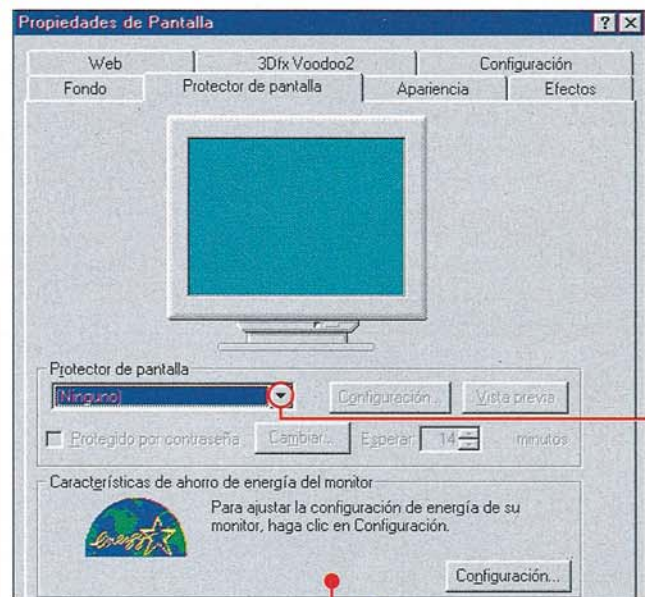 Propiedades de Pantalla
Web 3Dfx Voodoo2 Configuración
Fondo Protector de pantalla Apariencia Efectos
Protector de pantalla
(Ninguno) Configuración... Vista previa
Protegido por contraseña Cambiar... Esperar: 14 minutos
Características de ahorro de energía del monitor
Para ajustar la configuración de energía de su
monitor, haga clic en Configuración.
energy
Configuración...